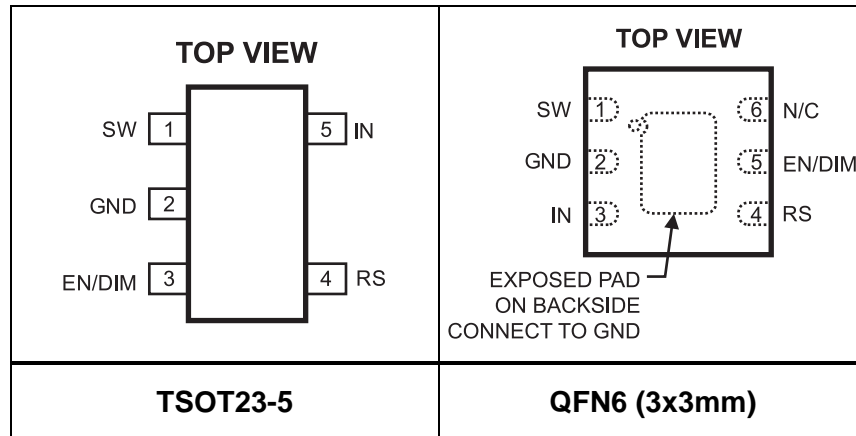 TOP VIEW
SW 1
5 IN
GND 2
EN/DIM 3
4 RS
TSOT23-5
TOP VIEW
SW 1
6 N/C
GND 2
5 EN/DIM
IN 3
4 RS
EXPOSED PAD
ON BACKSIDE
CONNECT TO GND
QFN6 (3x3mm)